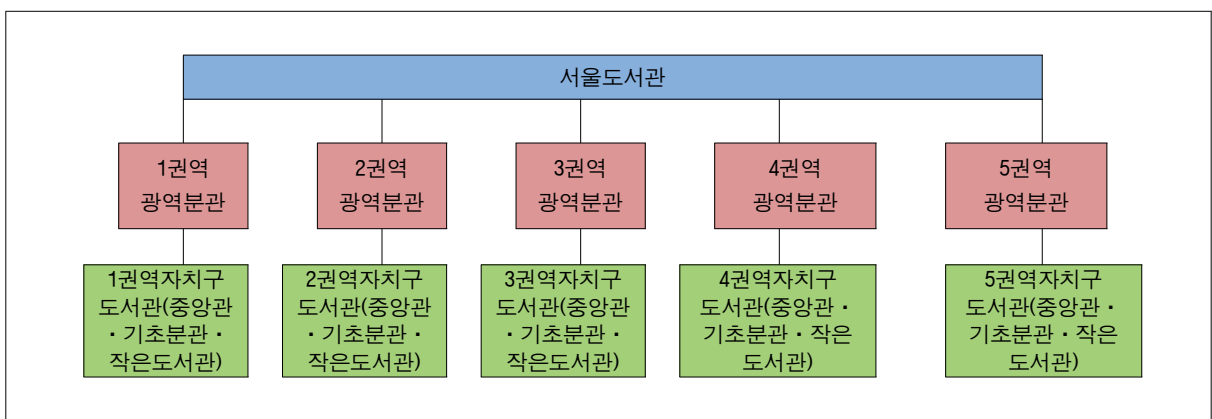 서울도서관
1권역
광역분관
2권역
광역분관
3권역
광역분관
4권역
광역분관
5권역
광역분관
1권역자치구
도서관(중앙관
・기초분관・
작은도서관)
2권역자치구
도서관(중앙관
・기초분관・
작은도서관)
3권역자치구
도서관(중앙관
・기초분관・
작은도서관)
4권역자치구
도서관(중앙관・
기초분관・작은
도서관)
5권역자치구
도서관(중앙관・
기초분관・작은
도서관)